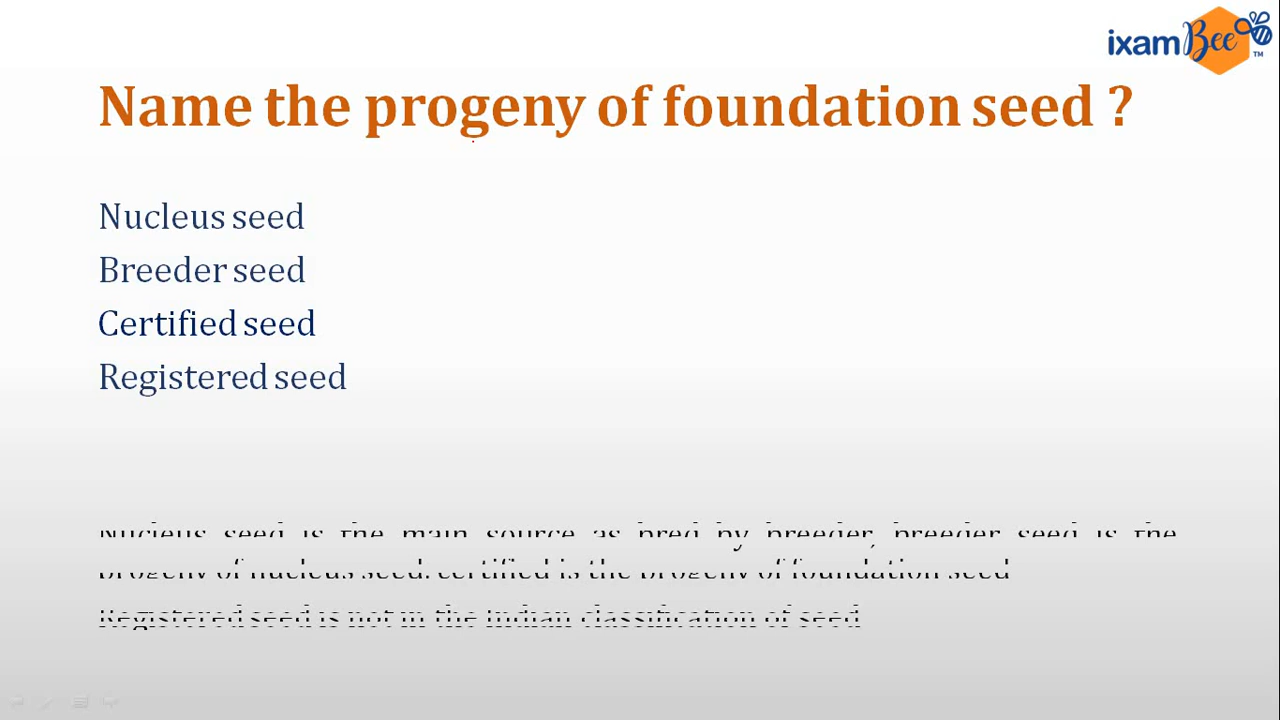 ixamBee™
Name the progeny of foundation seed ?
Nucleus seed
Breeder seed
Certified seed
Registered seed
Nucleus seed is the main source as bred by breeder, breeder seed is the
progeny of nucleus seed. certified is the progeny of foundation seed
Registered seed is not in the Indian classification of seed